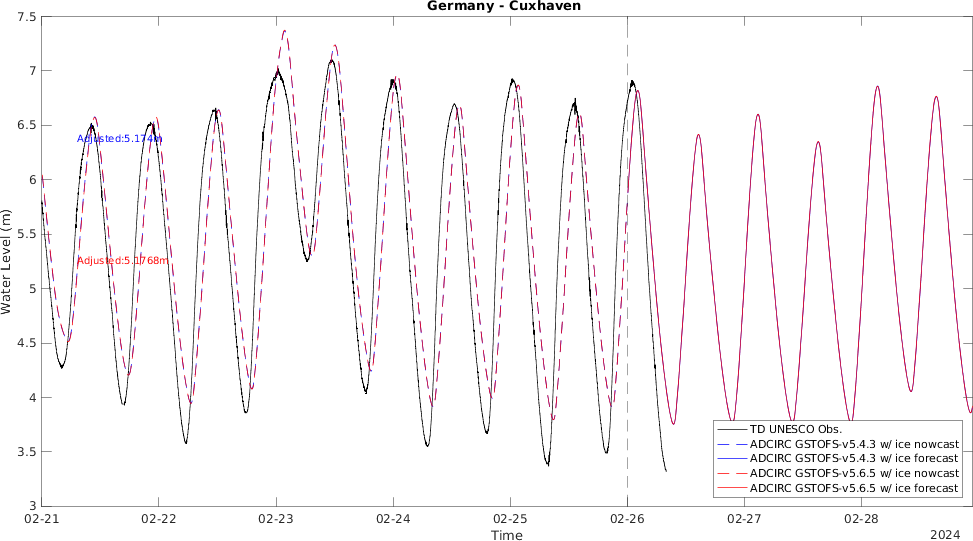 Germany - Cuxhaven
7.5
7
6.5
6
5.5
5
4.5
4
3.5
3
Water Level (m)
Adjusted:5.174m
Adjusted:5.1768m
TD UNESCO Obs.
ADCIRC GSTOFS-v5.4.3 w/ ice nowcast
ADCIRC GSTOFS-v5.4.3 w/ ice forecast
ADCIRC GSTOFS-v5.6.5 w/ ice nowcast
ADCIRC GSTOFS-v5.6.5 w/ ice forecast
02-21 02-22 02-23 02-24 02-25 02-26 02-27 02-28
Time
2024